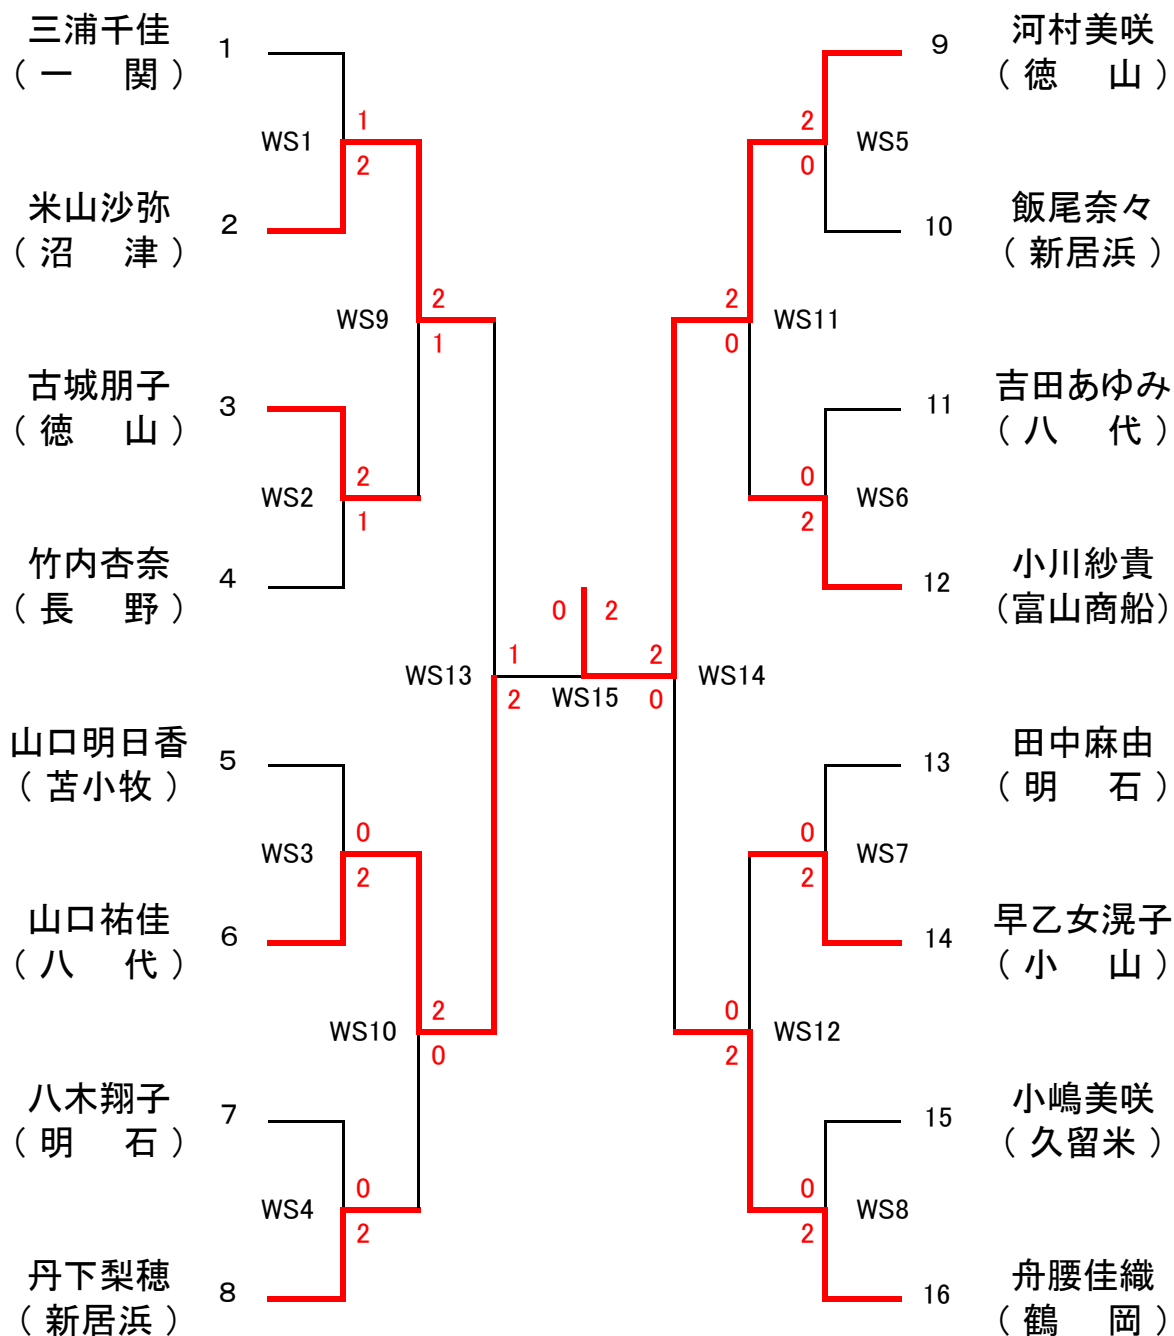 三浦千佳
（ 一　関 ）
1
WS1
1
2
米山沙弥
（ 沼　津 ）
2
WS9
2
1
古城朋子
（ 徳　山 ）
3
WS2
2
1
竹内杏奈
（ 長　野 ）
4
WS13
1
2
山口明日香
（ 苫小牧 ）
5
WS3
0
2
山口祐佳
（ 八　代 ）
6
WS10
2
0
八木翔子
（ 明　石 ）
7
WS4
0
2
丹下梨穂
（ 新居浜 ）
8
0
2
WS15
9
河村美咲
（ 徳　山 ）
2
0
WS5
10
飯尾奈々
（ 新居浜 ）
2
0
WS11
11
吉田あゆみ
（ 八　代 ）
0
2
WS6
12
小川紗貴
（富山商船）
2
0
WS14
13
田中麻由
（ 明　石 ）
0
2
WS7
14
早乙女滉子
（ 小　山 ）
0
2
WS12
15
小嶋美咲
（ 久留米 ）
0
2
WS8
16
舟腰佳織
（ 鶴　岡 ）